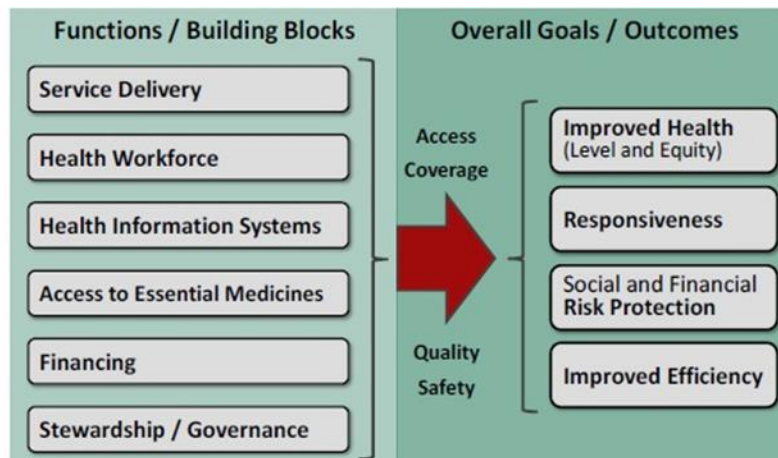 Functions / Building Blocks
Service Delivery
Health Workforce
Health Information Systems
Access to Essential Medicines
Financing
Stewardship / Governance
Overall Goals / Outcomes
Access
Coverage
Quality
Safety
Improved Health
(Level and Equity)
Responsiveness
Social and Financial
Risk Protection
Improved Efficiency